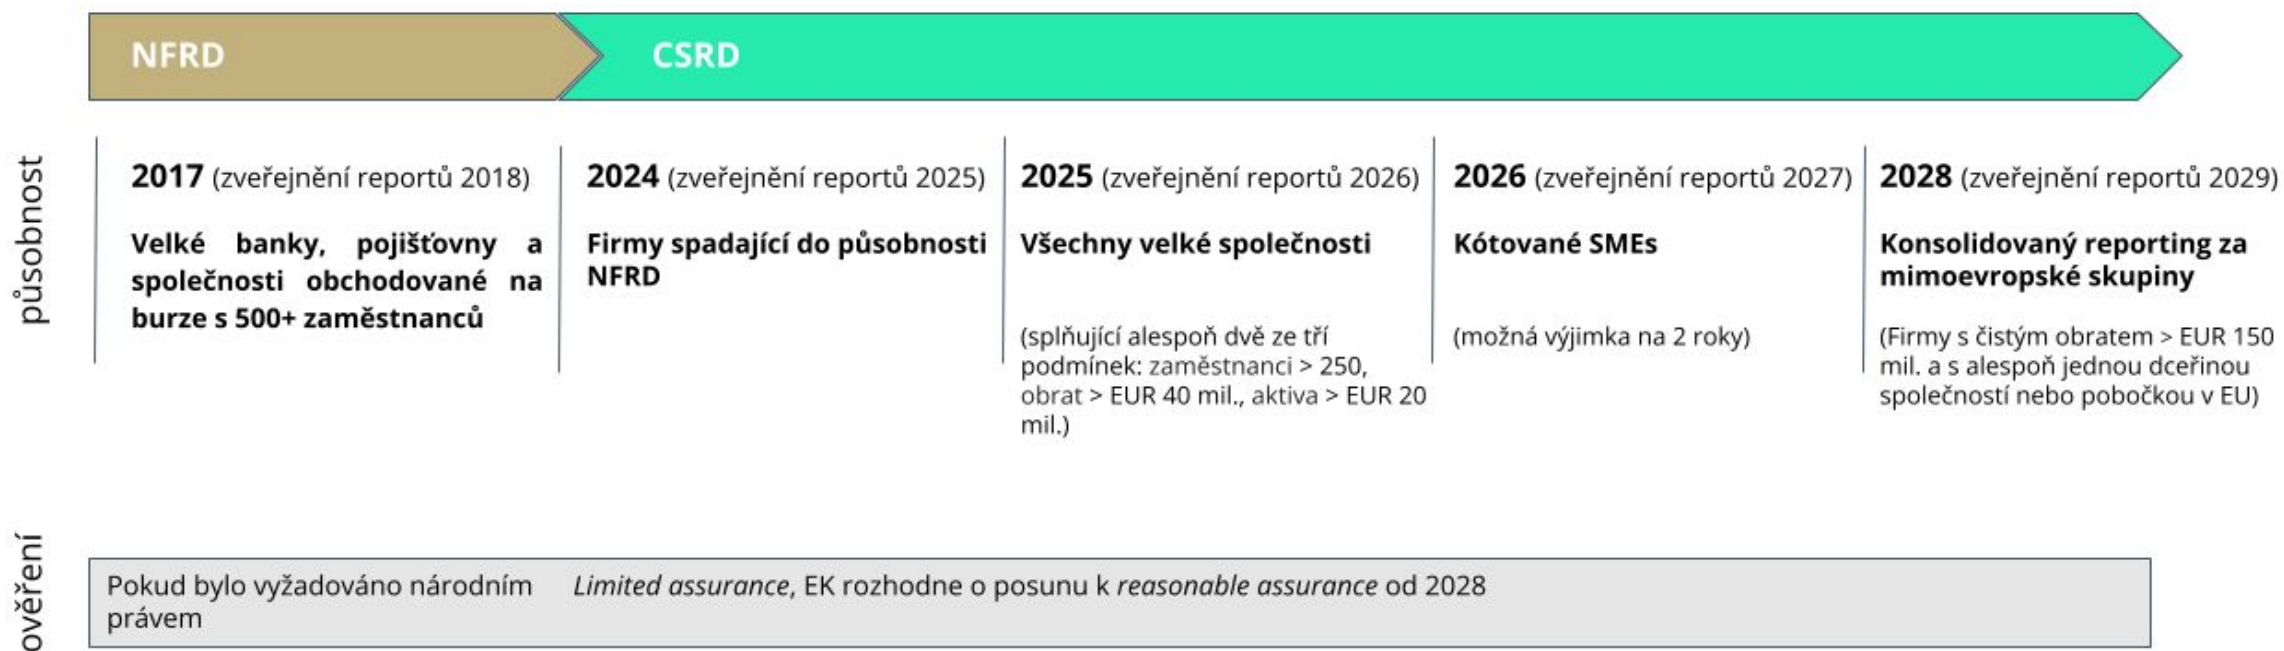 NFRD
CSRD
působnost
2017 (zveřejnění reportů 2018)
Velké banky, pojišťovny a
společnosti obchodované na
burze s 500+ zaměstnanců
2024 (zveřejnění reportů 2025)
Firmy spadající do působnosti
NFRD
2025 (zveřejnění reportů 2026)
Všechny velké společnosti
(splňující alespoň dvě ze tří
podmínek: zaměstnanci > 250,
obrat > EUR 40 mil., aktiva > EUR 20
mil.)
2026 (zveřejnění reportů 2027)
Kótované SMEs
(možná výjimka na 2 roky)
2028 (zveřejnění reportů 2029)
Konsolidovaný reporting za
mimoevropské skupiny
(Firmy s čistým obratem > EUR 150
mil. a s alespoň jednou dceřinou
společností nebo pobočkou v EU)
ověření
Pokud bylo vyžadováno národním
právem
Limited assurance, EK rozhodne o posunu k reasonable assurance od 2028